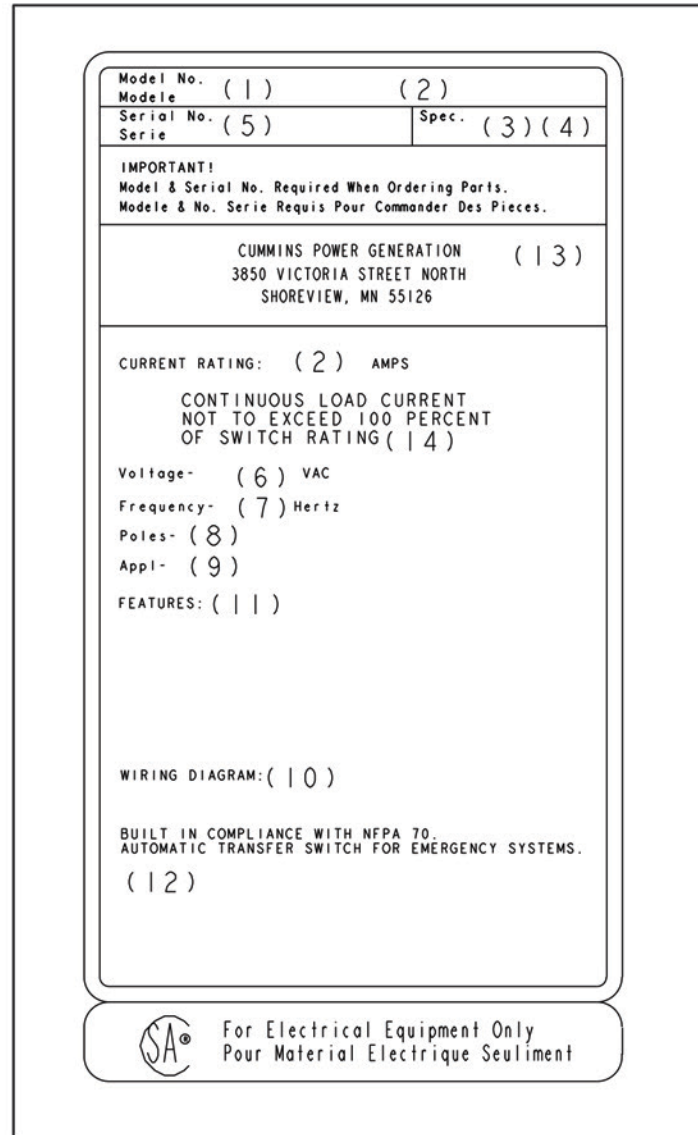 Model No. (1) (2)
Modele
Serial No. (5) Spec. (3)(4)
Serie
IMPORTANT!
Model & Serial No. Required When Ordering Parts.
Modele & No. Serie Requis Pour Commander Des Pieces.
CUMMINS POWER GENERATION (13)
3850 VICTORIA STREET NORTH
SHOREVIEW, MN 55126
CURRENT RATING: (2) AMPS
CONTINUOUS LOAD CURRENT
NOT TO EXCEED 100 PERCENT
OF SWITCH RATING(14)
Voltage- (6) VAC
Frequency- (7) Hertz
Poles- (8)
Appl- (9)
FEATURES: (11)
WIRING DIAGRAM: (10)
BUILT IN COMPLIANCE WITH NFPA 70.
AUTOMATIC TRANSFER SWITCH FOR EMERGENCY SYSTEMS.
(12)
CSA® For Electrical Equipment Only
Pour Material Electrique Seuliment